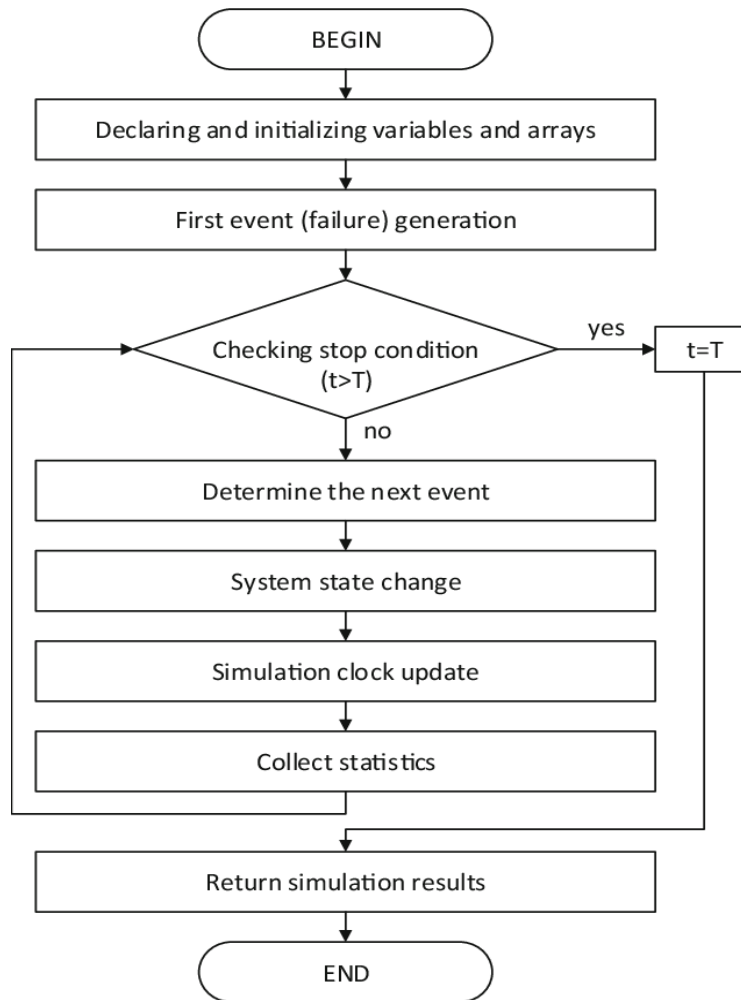 BEGIN
Declaring and initializing variables and arrays
First event (failure) generation
Checking stop condition
(t>T)
yes
t=T
no
Determine the next event
System state change
Simulation clock update
Collect statistics
Return simulation results
END